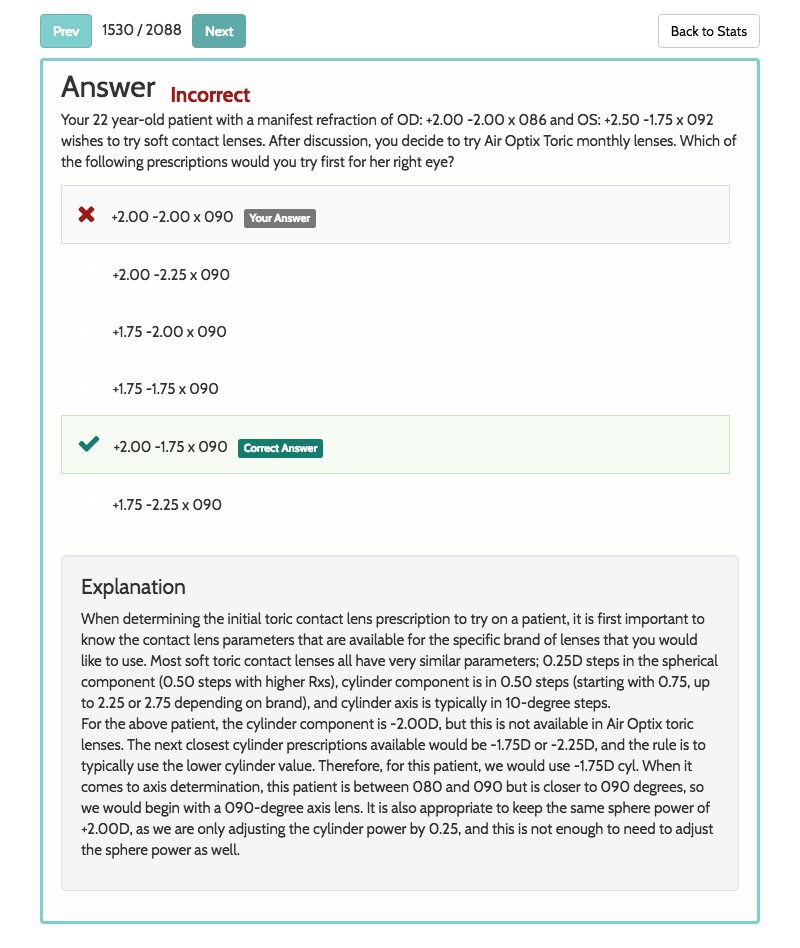 Prev 1530 / 2088 Next Back to Stats
Answer Incorrect
Your 22 year-old patient with a manifest refraction of OD: +2.00 -2.00 x 086 and OS: +2.50 -1.75 x 092
wishes to try soft contact lenses. After discussion, you decide to try Air Optix Toric monthly lenses. Which of
the following prescriptions would you try first for her right eye?
+2.00 -2.00 x 090 Your Answer
+2.00 -2.25 x 090
+1.75 -2.00 x 090
+1.75 -1.75 x 090
+2.00 -1.75 x 090 Correct Answer
+1.75 -2.25 x 090
Explanation
When determining the initial toric contact lens prescription to try on a patient, it is first important to
know the contact lens parameters that are available for the specific brand of lenses that you would
like to use. Most soft toric contact lenses all have very similar parameters; 0.25D steps in the spherical
component (0.50 steps with higher Rxs), cylinder component is in 0.50 steps (starting with 0.75, up
to 2.25 or 2.75 depending on brand), and cylinder axis is typically in 10-degree steps.
For the above patient, the cylinder component is -2.00D, but this is not available in Air Optix toric
lenses. The next closest cylinder prescriptions available would be -1.75D or -2.25D, and the rule is to
typically use the lower cylinder value. Therefore, for this patient, we would use -1.75D cyl. When it
comes to axis determination, this patient is between 080 and 090 but is closer to 090 degrees, so
we would begin with a 090-degree axis lens. It is also appropriate to keep the same sphere power of
+2.00D, as we are only adjusting the cylinder power by 0.25, and this is not enough to need to adjust
the sphere power as well.